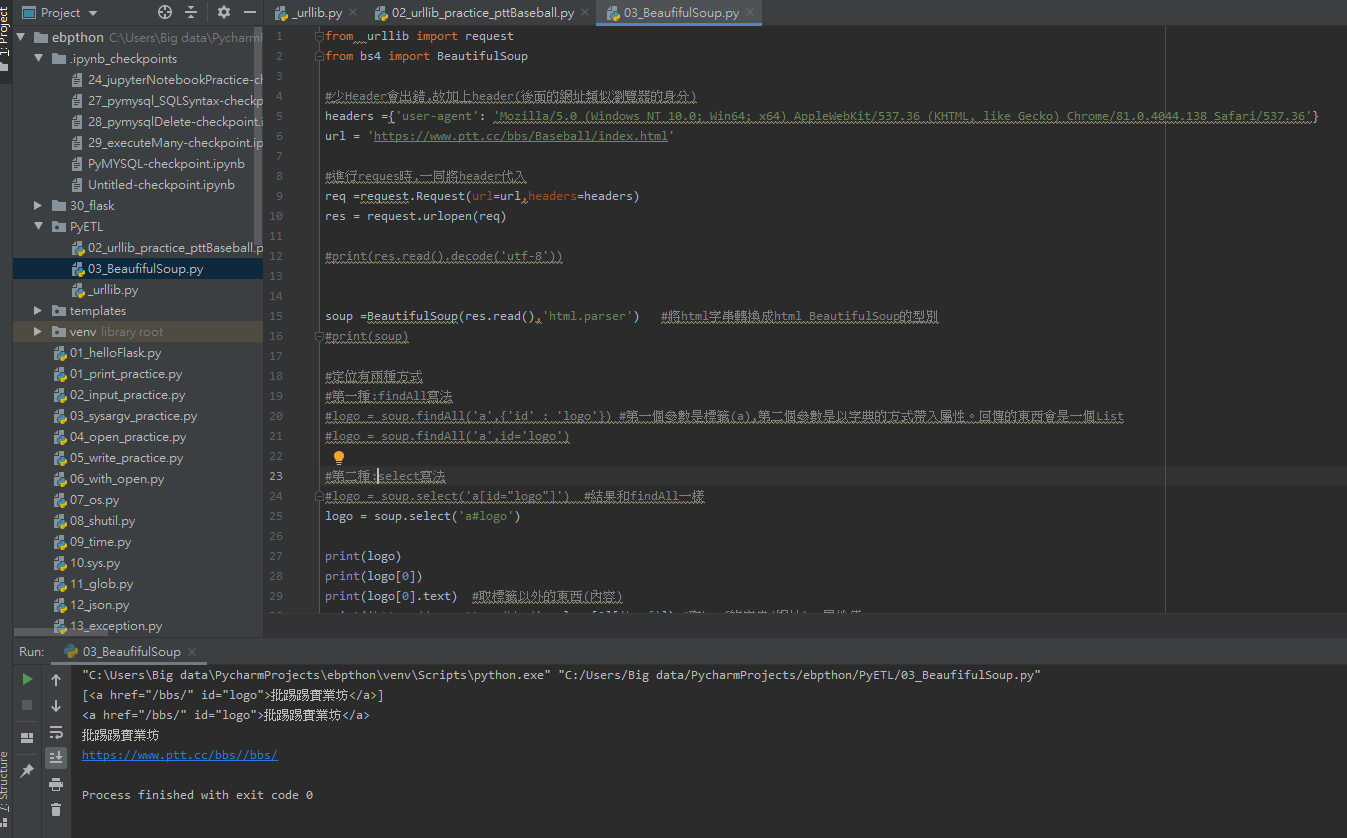 1: Project
Project
_urllib.py
02_urllib_practice_pttBaseball.py
03_BeaufifulSoup.py
ebpthon C:\Users\Big data\PycharmP
.ipynb_checkpoints
24_jupyterNotebookPractice-c
27_pymysql_SQLSyntax-checkp
28_pymysqlDelete-checkpoint.
29_executeMany-checkpoint.ip
PyMYSQL-checkpoint.ipynb
Untitled-checkpoint.ipynb
30_flask
PyETL
02_urllib_practice_pttBaseball.p
03_BeaufifulSoup.py
_urllib.py
templates
venv library root
01_helloFlask.py
01_print_practice.py
02_input_practice.py
03_sysargv_practice.py
04_open_practice.py
05_write_practice.py
06_with_open.py
07_os.py
08_shutil.py
09_time.py
10.sys.py
11_glob.py
12_json.py
13_exception.py
1 from urllib import request
2 from bs4 import BeautifulSoup
3
4 #少Header會出錯,故加上header(後面的網址類似瀏覽器的身分)
5 headers ={'user-agent': 'Mozilla/5.0 (Windows NT 10.0; Win64; x64) AppleWebKit/537.36 (KHTML, like Gecko) Chrome/81.0.4044.138 Safari/537.36'}
6 url = 'https://www.ptt.cc/bbs/Baseball/index.html'
7
8 #進行reques時,一同將header代入
9 req =request.Request(url=url,headers=headers)
10 res = request.urlopen(req)
11
12 #print(res.read().decode('utf-8'))
13
14
15 soup =BeautifulSoup(res.read(),'html.parser') #將html字串轉換成html BeautifulSoup的型別
16 #print(soup)
17
18 #定位有兩種方式
19 #第一種:findAll寫法
20 #logo = soup.findAll('a',{'id' : 'logo'}) #第一個參數是標籤(a),第二個參數是以字典的方式帶入屬性。回傳的東西會是一個List
21 #logo = soup.findAll('a',id='logo')
22
23 #第二種:select寫法
24 #logo = soup.select('a[id="logo"]') #結果和findAll一樣
25 logo = soup.select('a#logo')
26
27 print(logo)
28 print(logo[0])
29 print(logo[0].text) #取標籤以外的東西(內容)
Run: 03_BeaufifulSoup
"C:\Users\Big data\PycharmProjects\ebpthon\venv\Scripts\python.exe" "C:/Users/Big data/PycharmProjects/ebpthon/PyETL/03_BeaufifulSoup.py"
[<a href="/bbs/" id="logo">批踢踢實業坊</a>]
<a href="/bbs/" id="logo">批踢踢實業坊</a>
批踢踢實業坊
https://www.ptt.cc/bbs//bbs/
Process finished with exit code 0
7: Structure